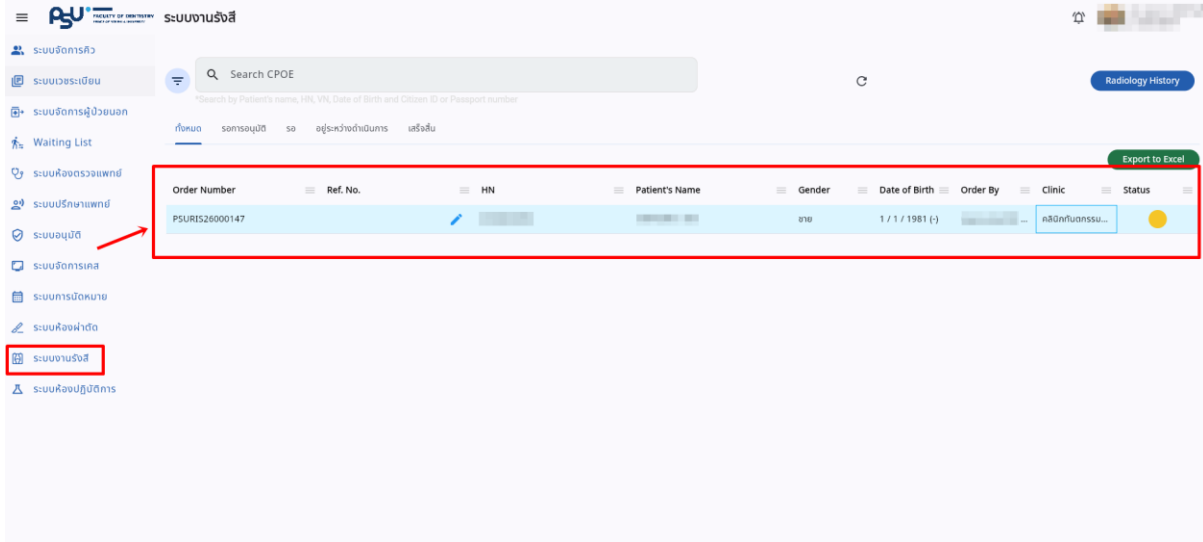 PSU FACULTY OF DENTISTRY ระบบงานรังสี
ระบบจัดการคิว
ระบบเวชระเบียน
ระบบจัดการผู้ป่วยนอก
Waiting List
ระบบห้องตรวจแพทย์
ระบบปรึกษาแพทย์
ระบบอนุมัติ
ระบบจัดการเคส
ระบบการนัดหมาย
ระบบห้องผ่าตัด
ระบบงานรังสี
ระบบห้องปฏิบัติการ
Search CPOE
*Search by Patient's name, HN, VN, Date of Birth and Citizen ID or Passport number
Radiology History
ทั้งหมด รอการอนุมัติ รอ อยู่ระหว่างดำเนินการ เสร็จสิ้น
Export to Excel
Order Number Ref. No. HN Patient's Name Gender Date of Birth Order By Clinic Status
PSURIS26000147 ชาย 1 / 1 / 1981 (-) ... คลินิกทันตกรรม...